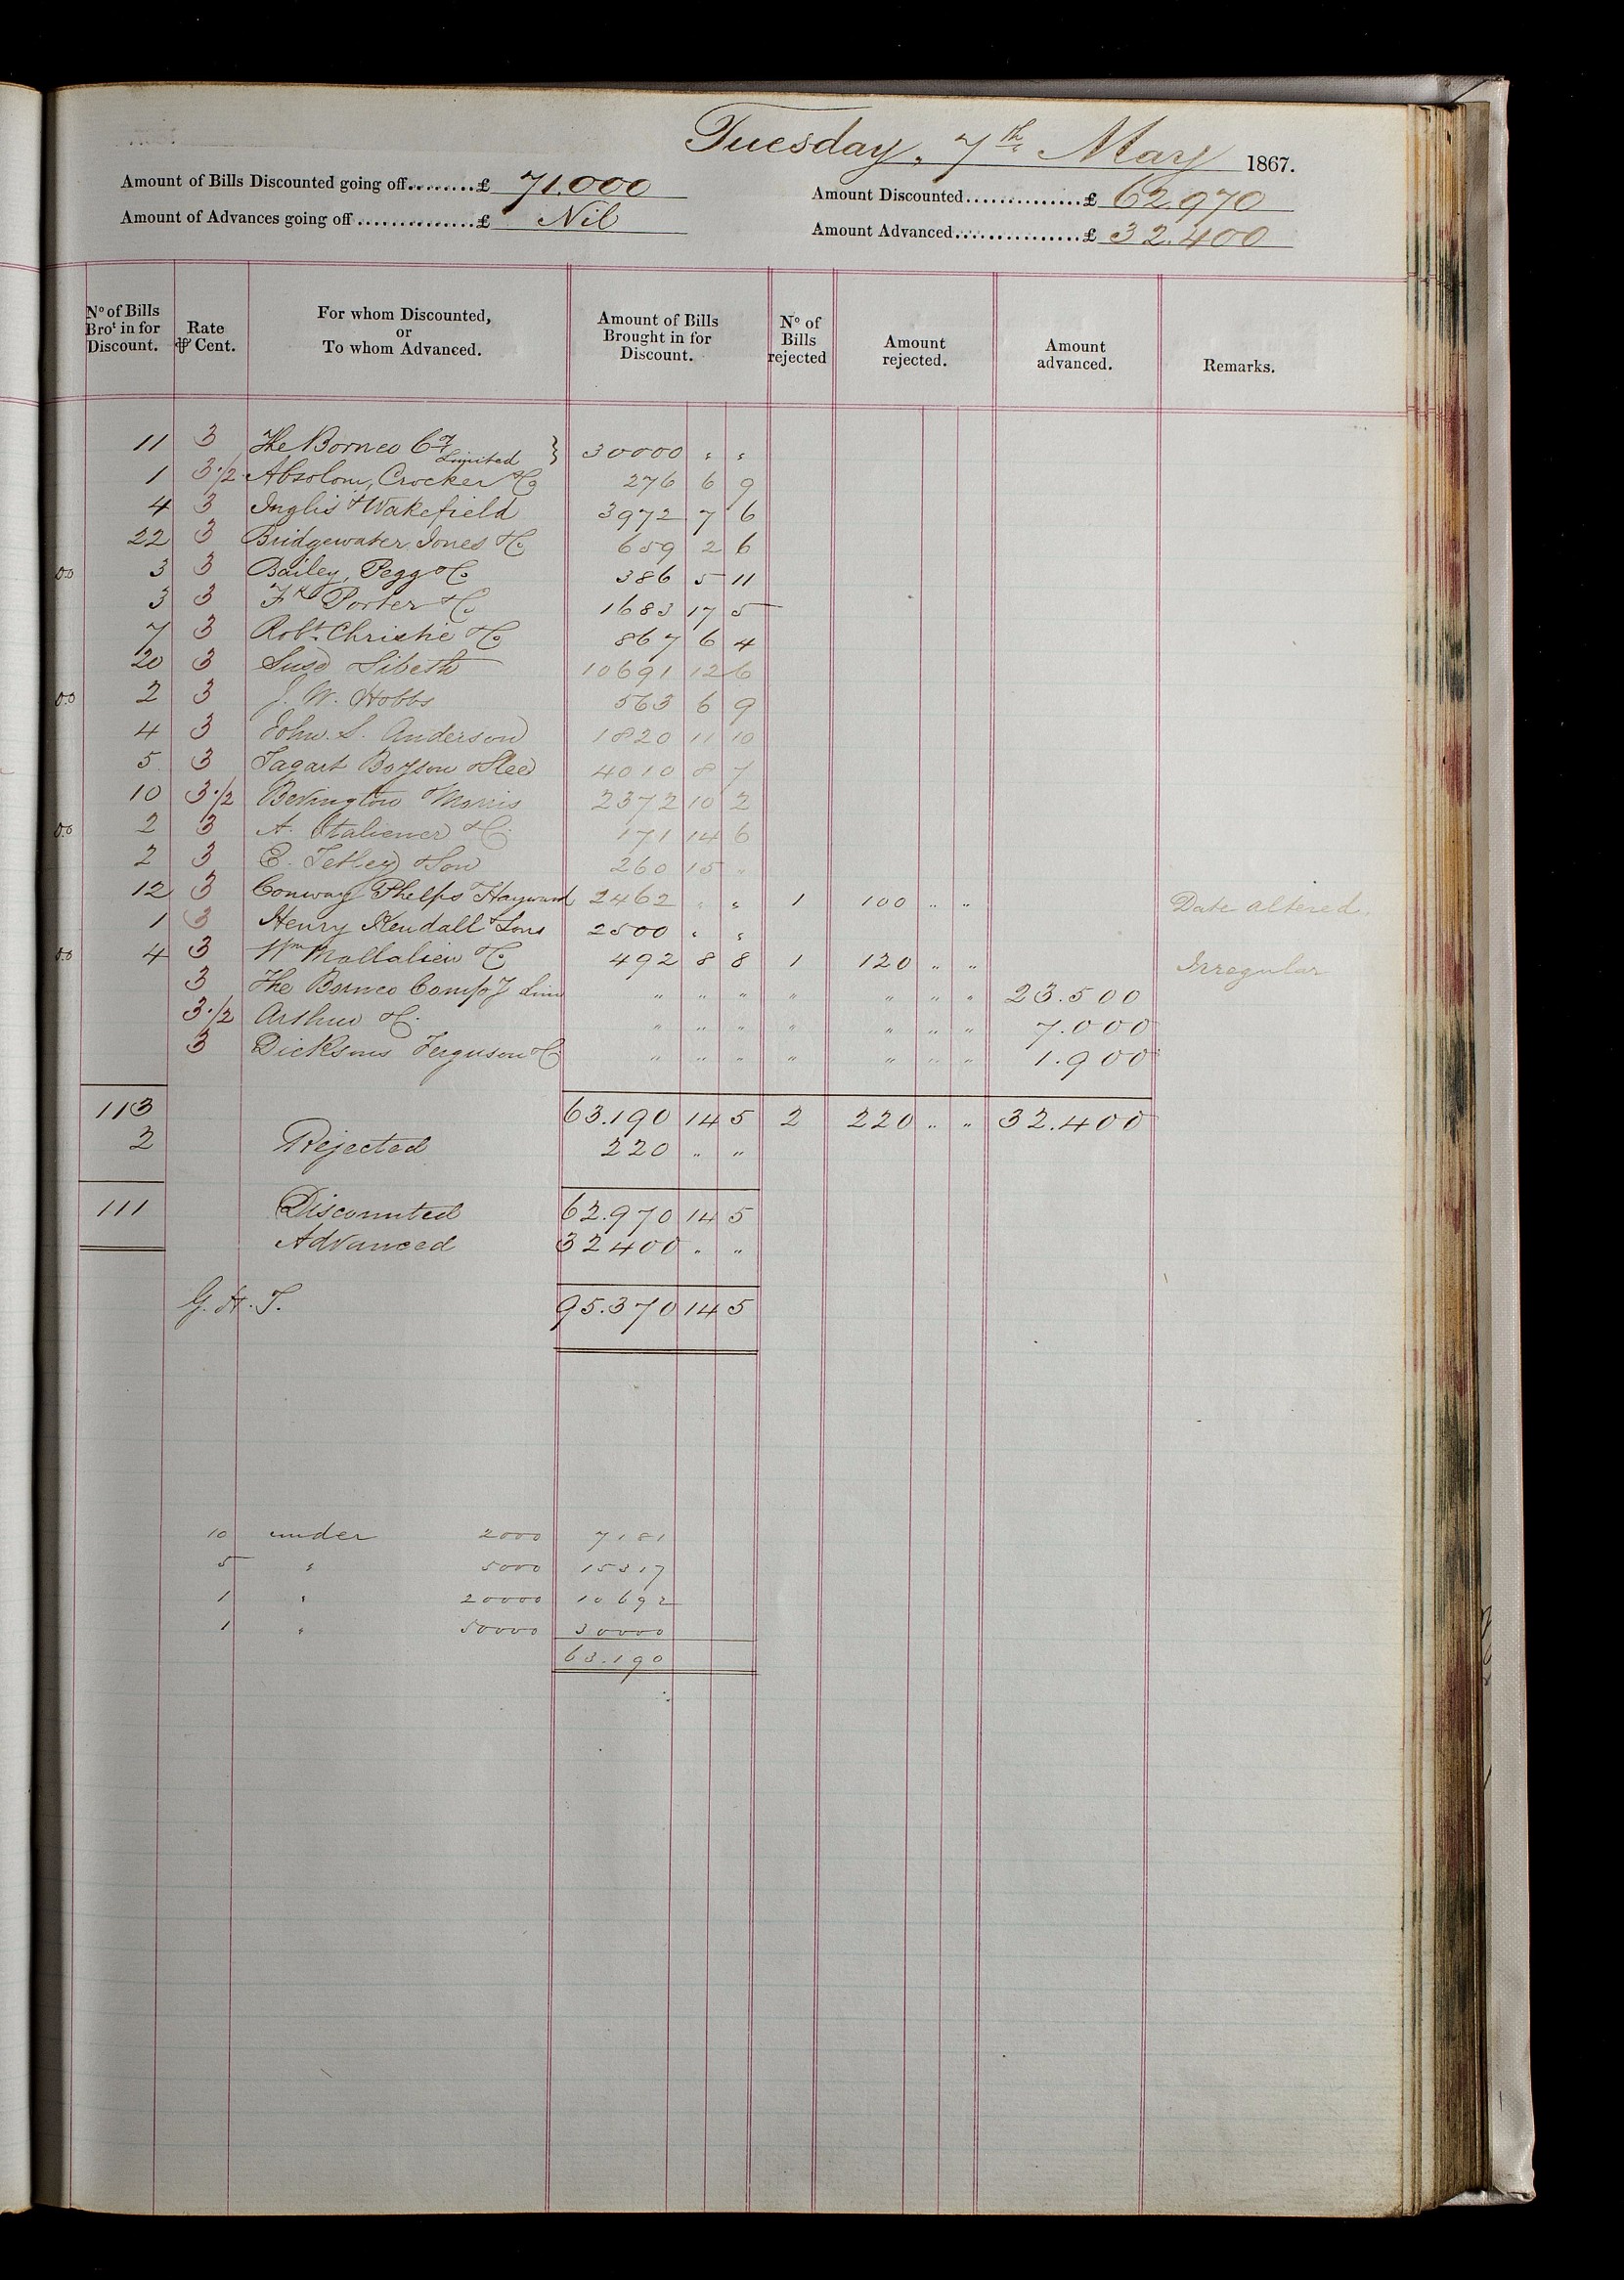 Tuesday, 7th May 1867.
Amount of Bills Discounted going off........£ 71.000
Amount of Advances going off...............£ Nil
Amount Discounted...............£ 62.970
Amount Advanced................£ 32.400
No of Bills Brot in for Discount. Rate ⅌ Cent. For whom Discounted, or To whom Advanced. Amount of Bills Brought in for Discount. No of Bills rejected Amount rejected. Amount advanced. Remarks.
11 3 The Borneo Cy Limited } 30000 " "
1 3·/2 Absolom, Crocker & Co 276 6 9
4 3 Inglis & Wakefield 3972 7 6
22 3 Bridgewater Jones & Co 659 2 6
3 3 Bailey, Pegg & Co 386 5 11
3 3 Fk Porter & Co 1683 17 5
7 3 Robt. Christie & Co 867 6 4
20 3 Susd Sibeth 10691 12 6
2 3 J. W. Hobbs 563 6 9
4 3 John. S. Anderson 1820 11 10
5 3 Tagart Boyson & Slee 4010 8 7
10 3·/2 Bevington & Morris 2372 10 2
2 3 A. Staliener & Co 171 14 6
2 3 E. Tetley & Son 260 15 "
12 3 Conway Phelps Hayward 2462 " " 1 100 " " Date altered.
1 3 Henry Kendall & Sons 2500 " "
4 3 Wm Mallalieu & Co 492 8 8 1 120 " " Irregular
3 The Borneo Compy Lim " " " " " " " 23.500
3·/2 Arthur & Co. " " " " " " " 7.000
3 Dicksons Ferguson & Co " " " " " " " 1.900
113 63.190 14 5 2 220 " " 32.400
2 Rejected 220 " "
111 Discounted 62.970 14 5
Advanced 32400 " "
G. H. T. 95.370 14 5
10 under 2000 7181
5 " 5000 15317
1 " 20000 10692
1 " 50000 30000
63.190